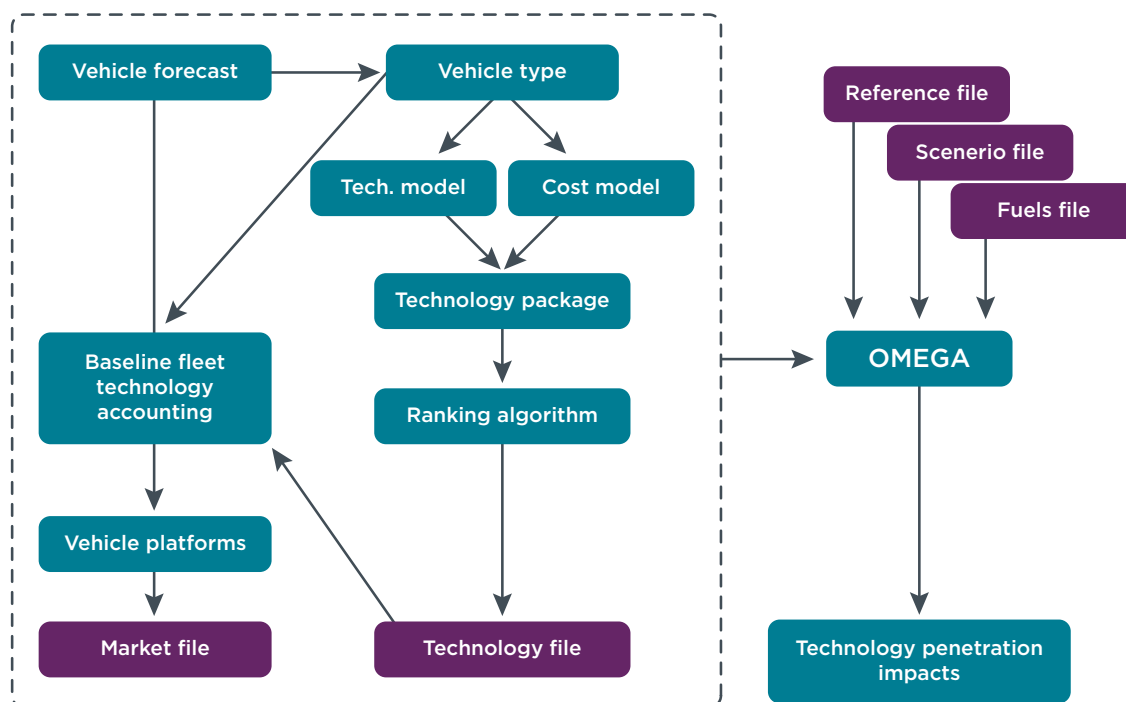 Vehicle forecast
Vehicle type
Tech. model
Cost model
Technology package
Baseline fleet
technology
accounting
Ranking algorithm
Vehicle platforms
Market file
Technology file
Reference file
Scenerio file
Fuels file
OMEGA
Technology penetration
impacts